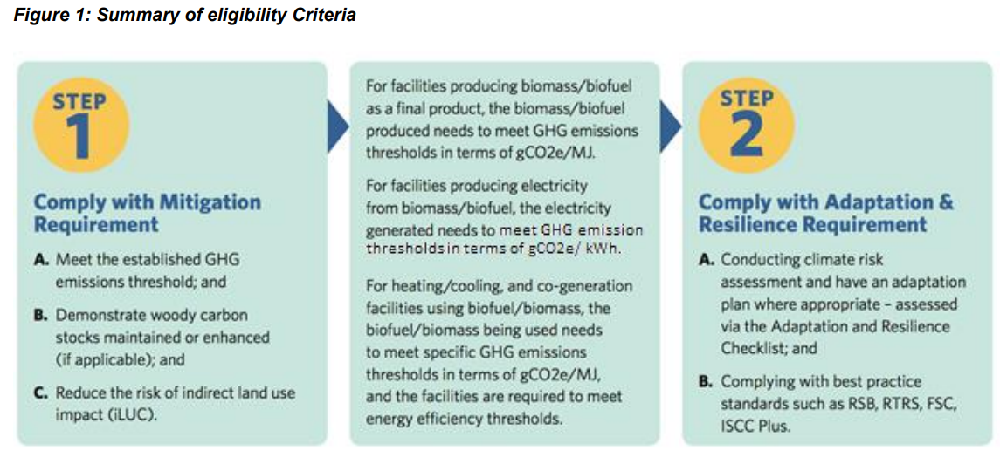 Figure 1: Summary of eligibility Criteria
STEP
1
Comply with Mitigation
Requirement
A. Meet the established GHG
emissions threshold; and
B. Demonstrate woody carbon
stocks maintained or enhanced
(if applicable); and
C. Reduce the risk of indirect land use
impact (iLUC).
For facilities producing biomass/biofuel
as a final product, the biomass/biofuel
produced needs to meet GHG emissions
thresholds in terms of gCO2e/MJ.
For facilities producing electricity
from biomass/biofuel, the electricity
generated needs to meet GHG emission
thresholds in terms of gCO2e/ kWh.
For heating/cooling, and co-generation
facilities using biofuel/biomass, the
biofuel/biomass being used needs
to meet specific GHG emissions
thresholds in terms of gCO2e/MJ,
and the facilities are required to meet
energy efficiency thresholds.
STEP
2
Comply with Adaptation &
Resilience Requirement
A. Conducting climate risk
assessment and have an adaptation
plan where appropriate – assessed
via the Adaptation and Resilience
Checklist; and
B. Complying with best practice
standards such as RSB, RTRS, FSC,
ISCC Plus.